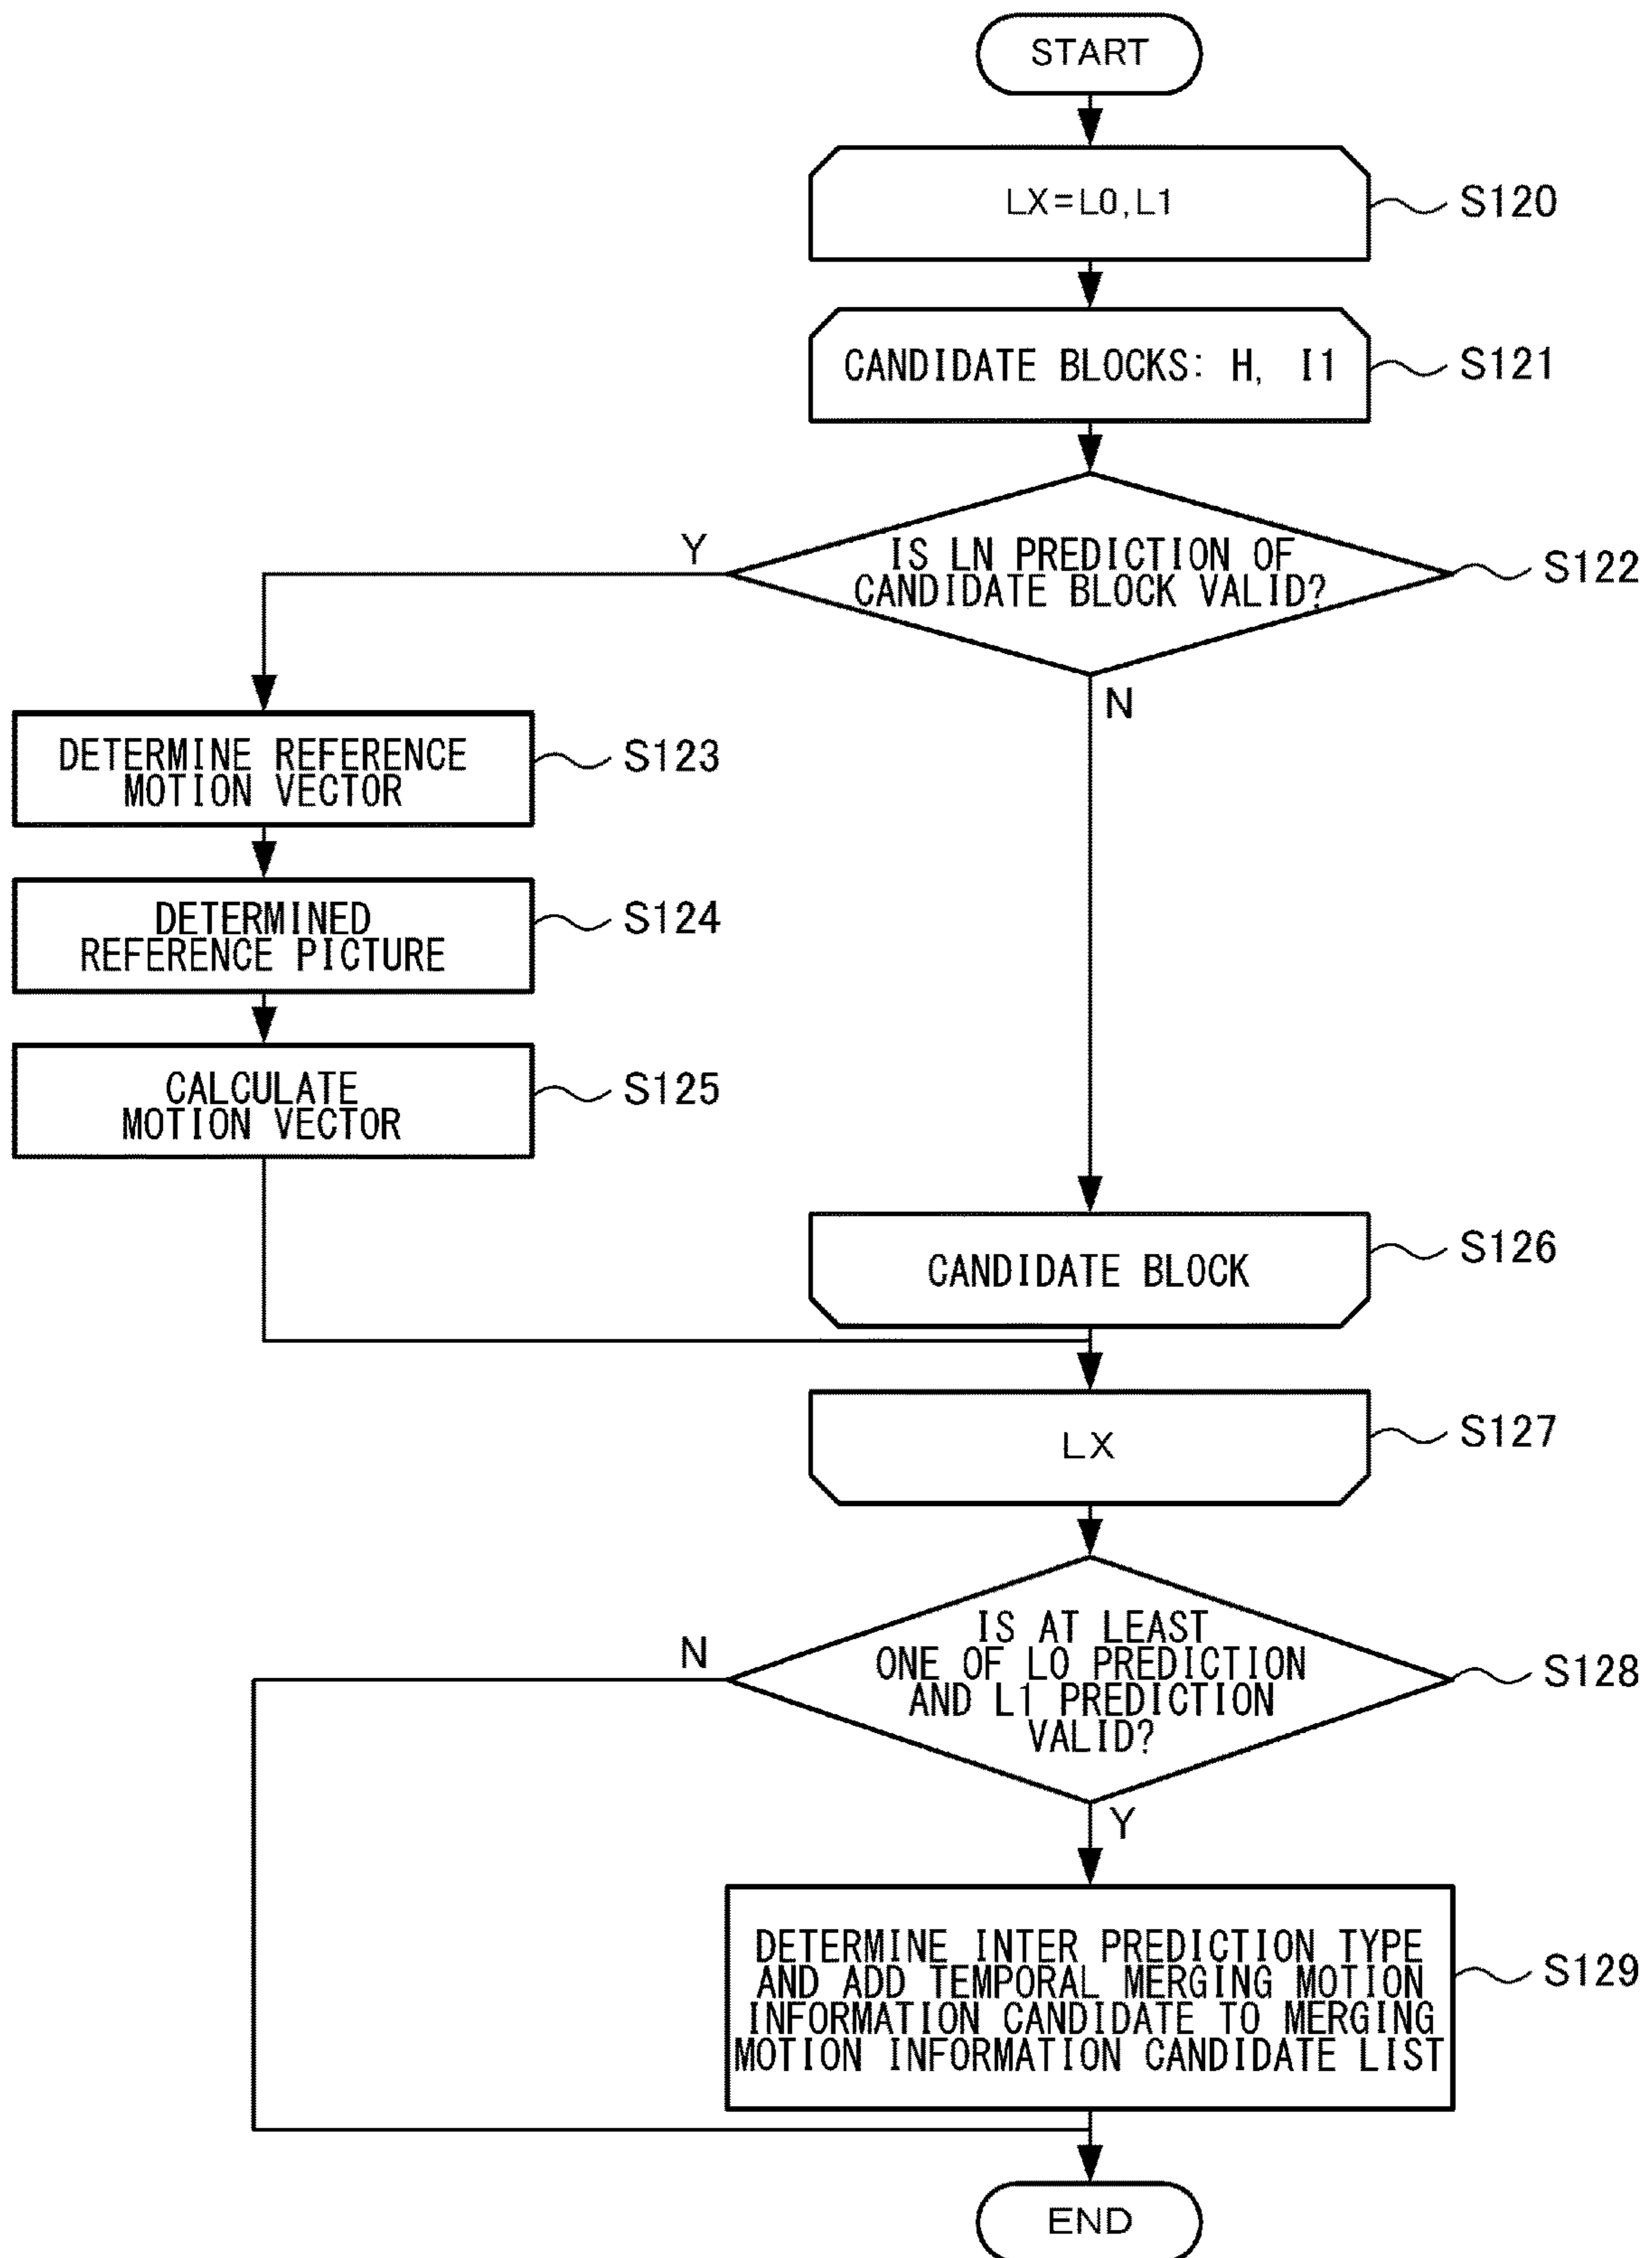 START
LX=L0,L1
S120
CANDIDATE BLOCKS: H, I1
S121
IS LN PREDICTION OF
CANDIDATE BLOCK VALID?
S122
Y
N
DETERMINE REFERENCE
MOTION VECTOR
S123
DETERMINED
REFERENCE PICTURE
S124
CALCULATE
MOTION VECTOR
S125
CANDIDATE BLOCK
S126
LX
S127
IS AT LEAST
ONE OF L0 PREDICTION
AND L1 PREDICTION
VALID?
S128
N
Y
DETERMINE INTER PREDICTION TYPE
AND ADD TEMPORAL MERGING MOTION
INFORMATION CANDIDATE TO MERGING
MOTION INFORMATION CANDIDATE LIST
S129
END